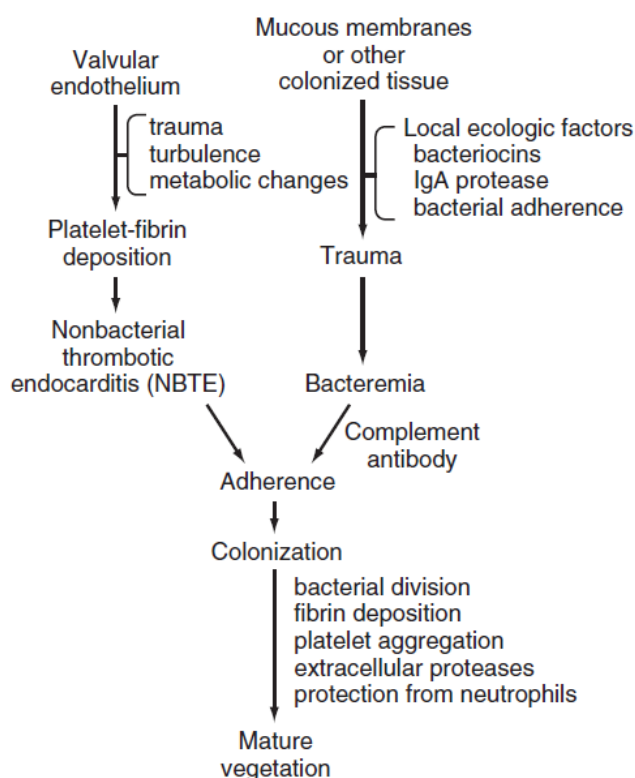 Valvular
endothelium
trauma
turbulence
metabolic changes
Platelet-fibrin
deposition
Nonbacterial
thrombotic
endocarditis (NBTE)
Mucous membranes
or other
colonized tissue
Local ecologic factors
bacteriocins
IgA protease
bacterial adherence
Trauma
Bacteremia
Complement
antibody
Adherence
Colonization
bacterial division
fibrin deposition
platelet aggregation
extracellular proteases
protection from neutrophils
Mature
vegetation